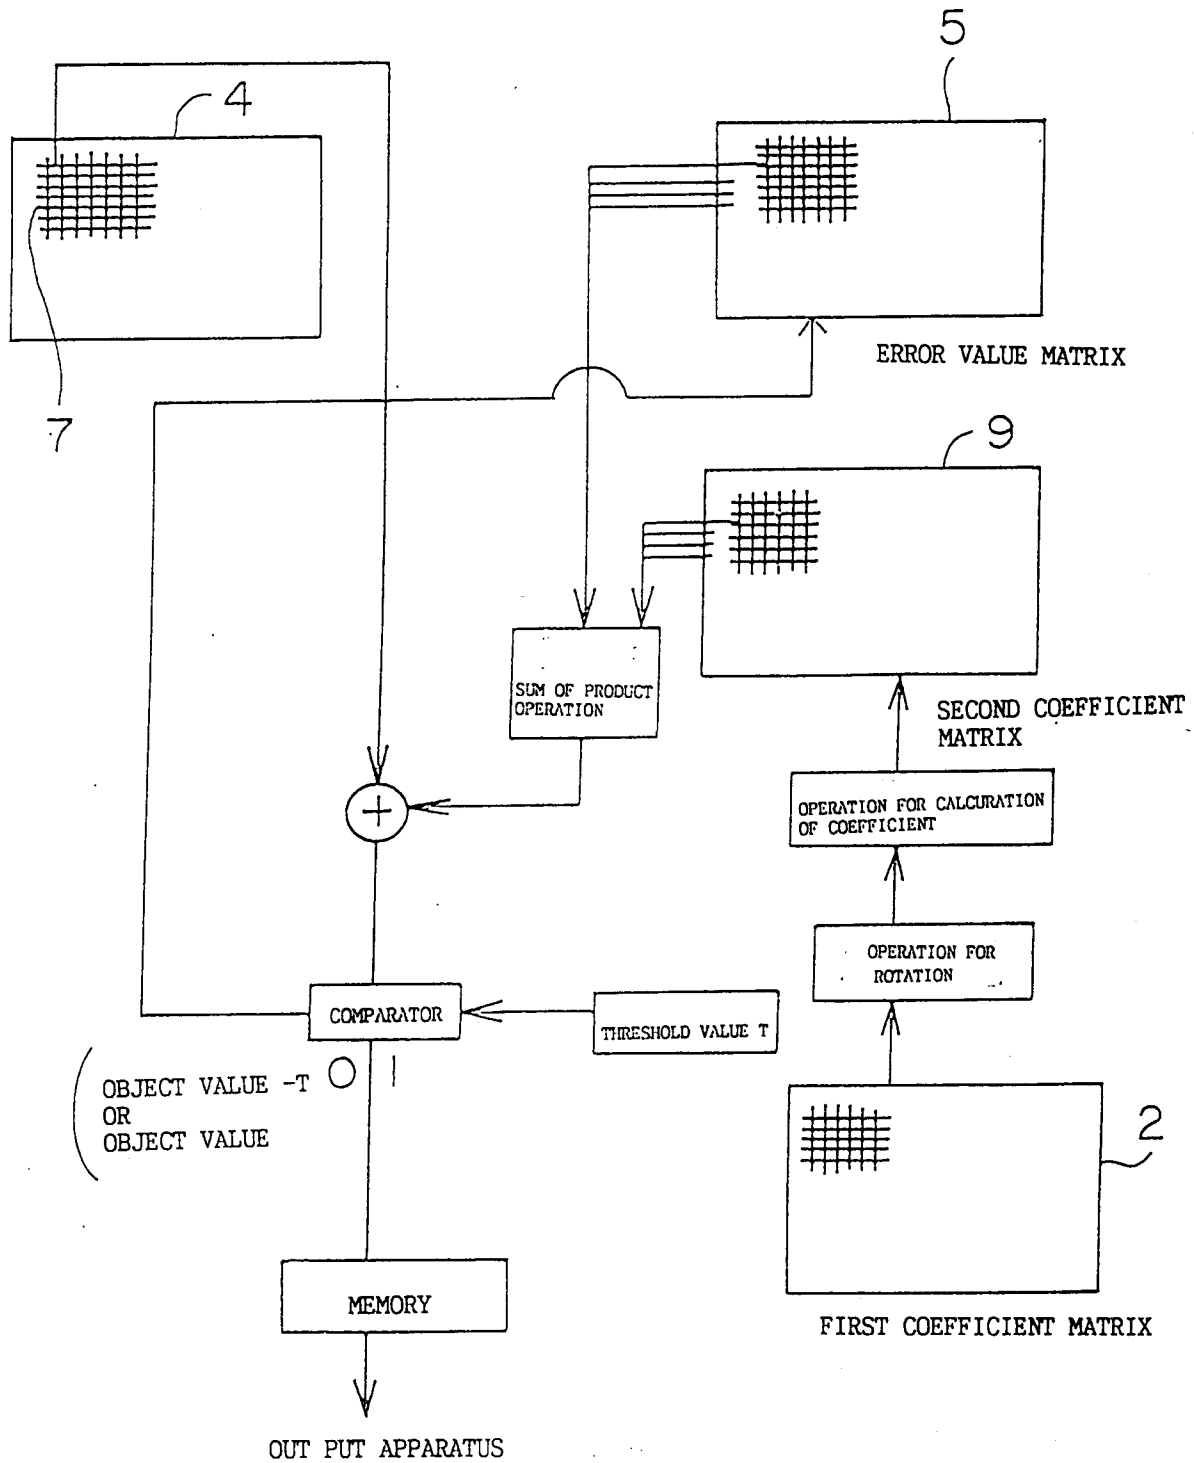 5
4
ERROR VALUE MATRIX
7
9
SUM OF PRODUCT
OPERATION
SECOND COEFFICIENT
MATRIX
OPERATION FOR CALCURATION
OF COEFFICIENT
+
OPERATION FOR
ROTATION
COMPARATOR
THRESHOLD VALUE T
0 1
OBJECT VALUE -T
OR
OBJECT VALUE
2
MEMORY
FIRST COEFFICIENT MATRIX
OUT PUT APPARATUS